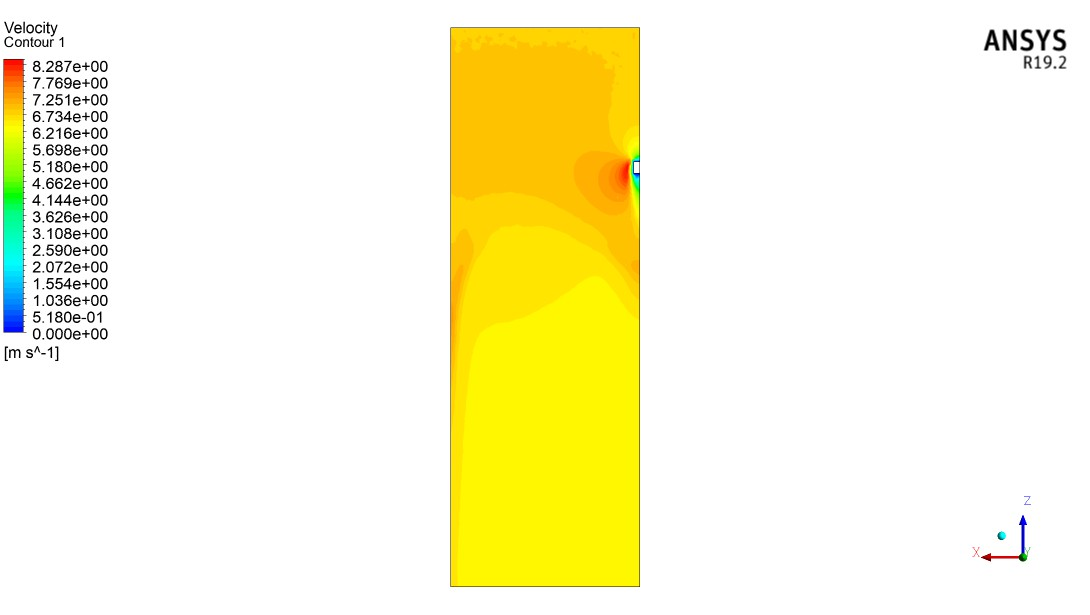 Velocity
Contour 1
8.287e+00
7.769e+00
7.251e+00
6.734e+00
6.216e+00
5.698e+00
5.180e+00
4.662e+00
4.144e+00
3.626e+00
3.108e+00
2.590e+00
2.072e+00
1.554e+00
1.036e+00
5.180e-01
0.000e+00
[m s^-1]
ANSYS
R19.2
Z
X
Y